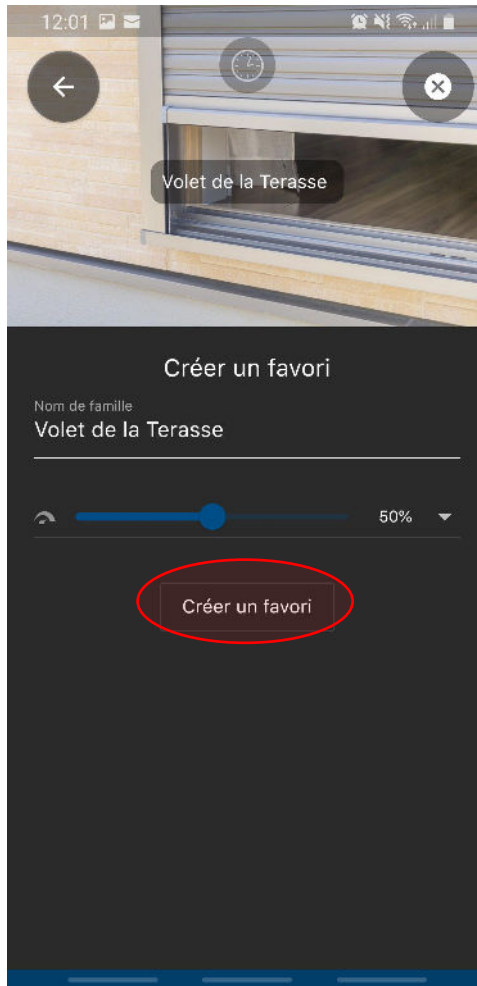 12:01
Volet de la Terasse
Créer un favori
Nom de famille
Volet de la Terasse
50%
Créer un favori